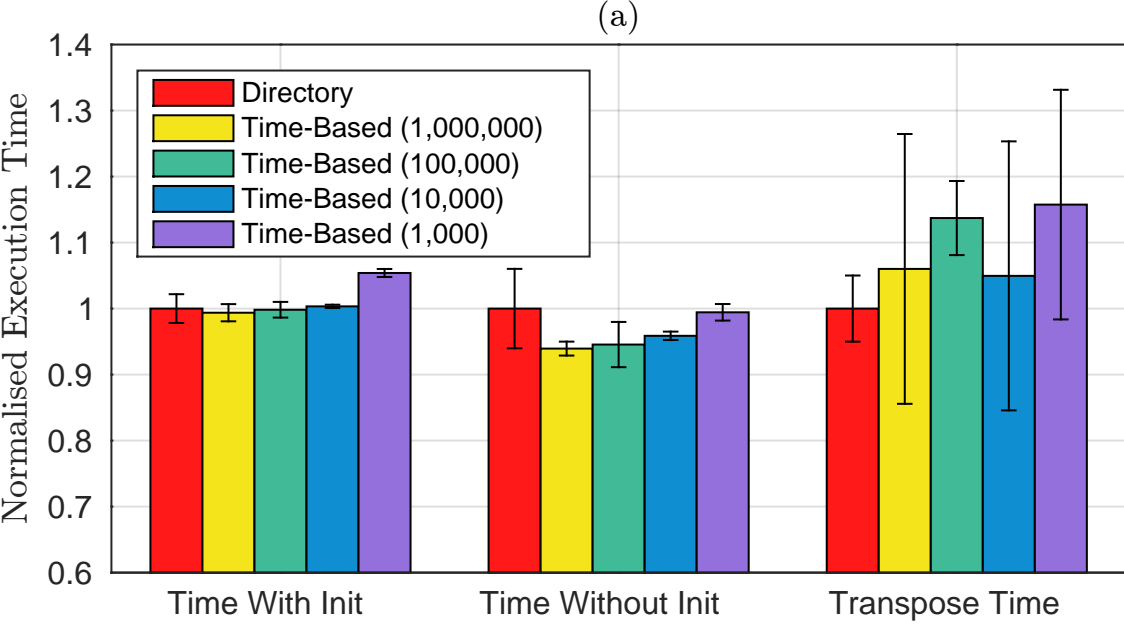 (a)
Normalised Execution Time
1.4
1.3
1.2
1.1
1
0.9
0.8
0.7
0.6
Directory
Time-Based (1,000,000)
Time-Based (100,000)
Time-Based (10,000)
Time-Based (1,000)
Time With Init
Time Without Init
Transpose Time